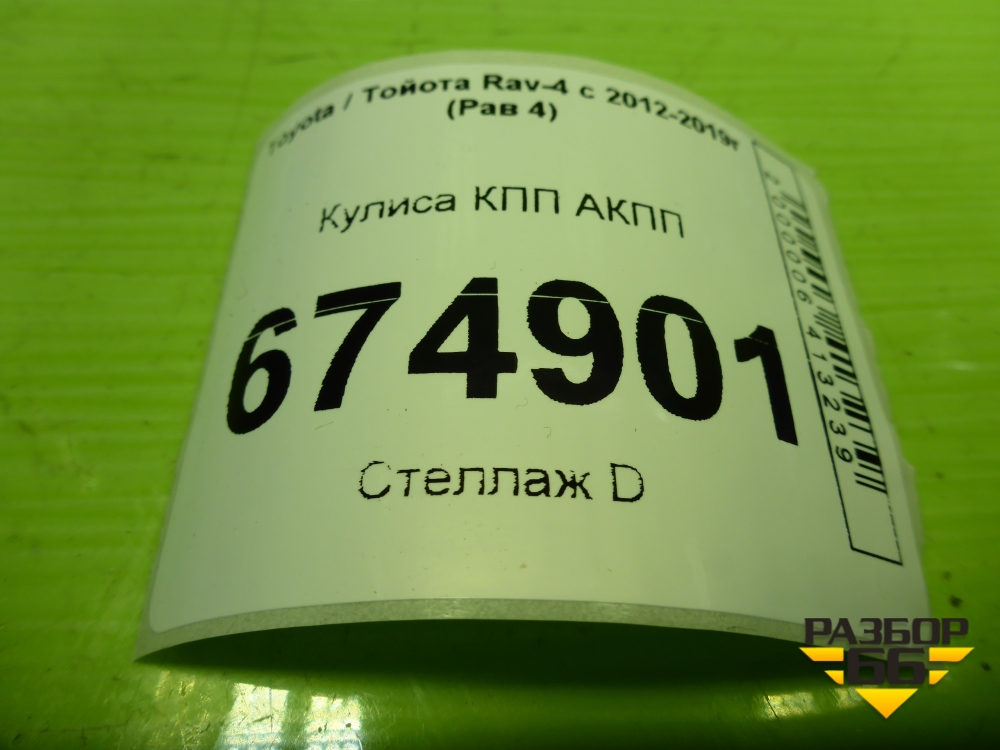 Toyota / Тойота Rav-4 с 2012-2019г
(Рав 4)
Кулиса КПП АКПП
674901
Стеллаж D
2000006413239
РАЗБОР
66